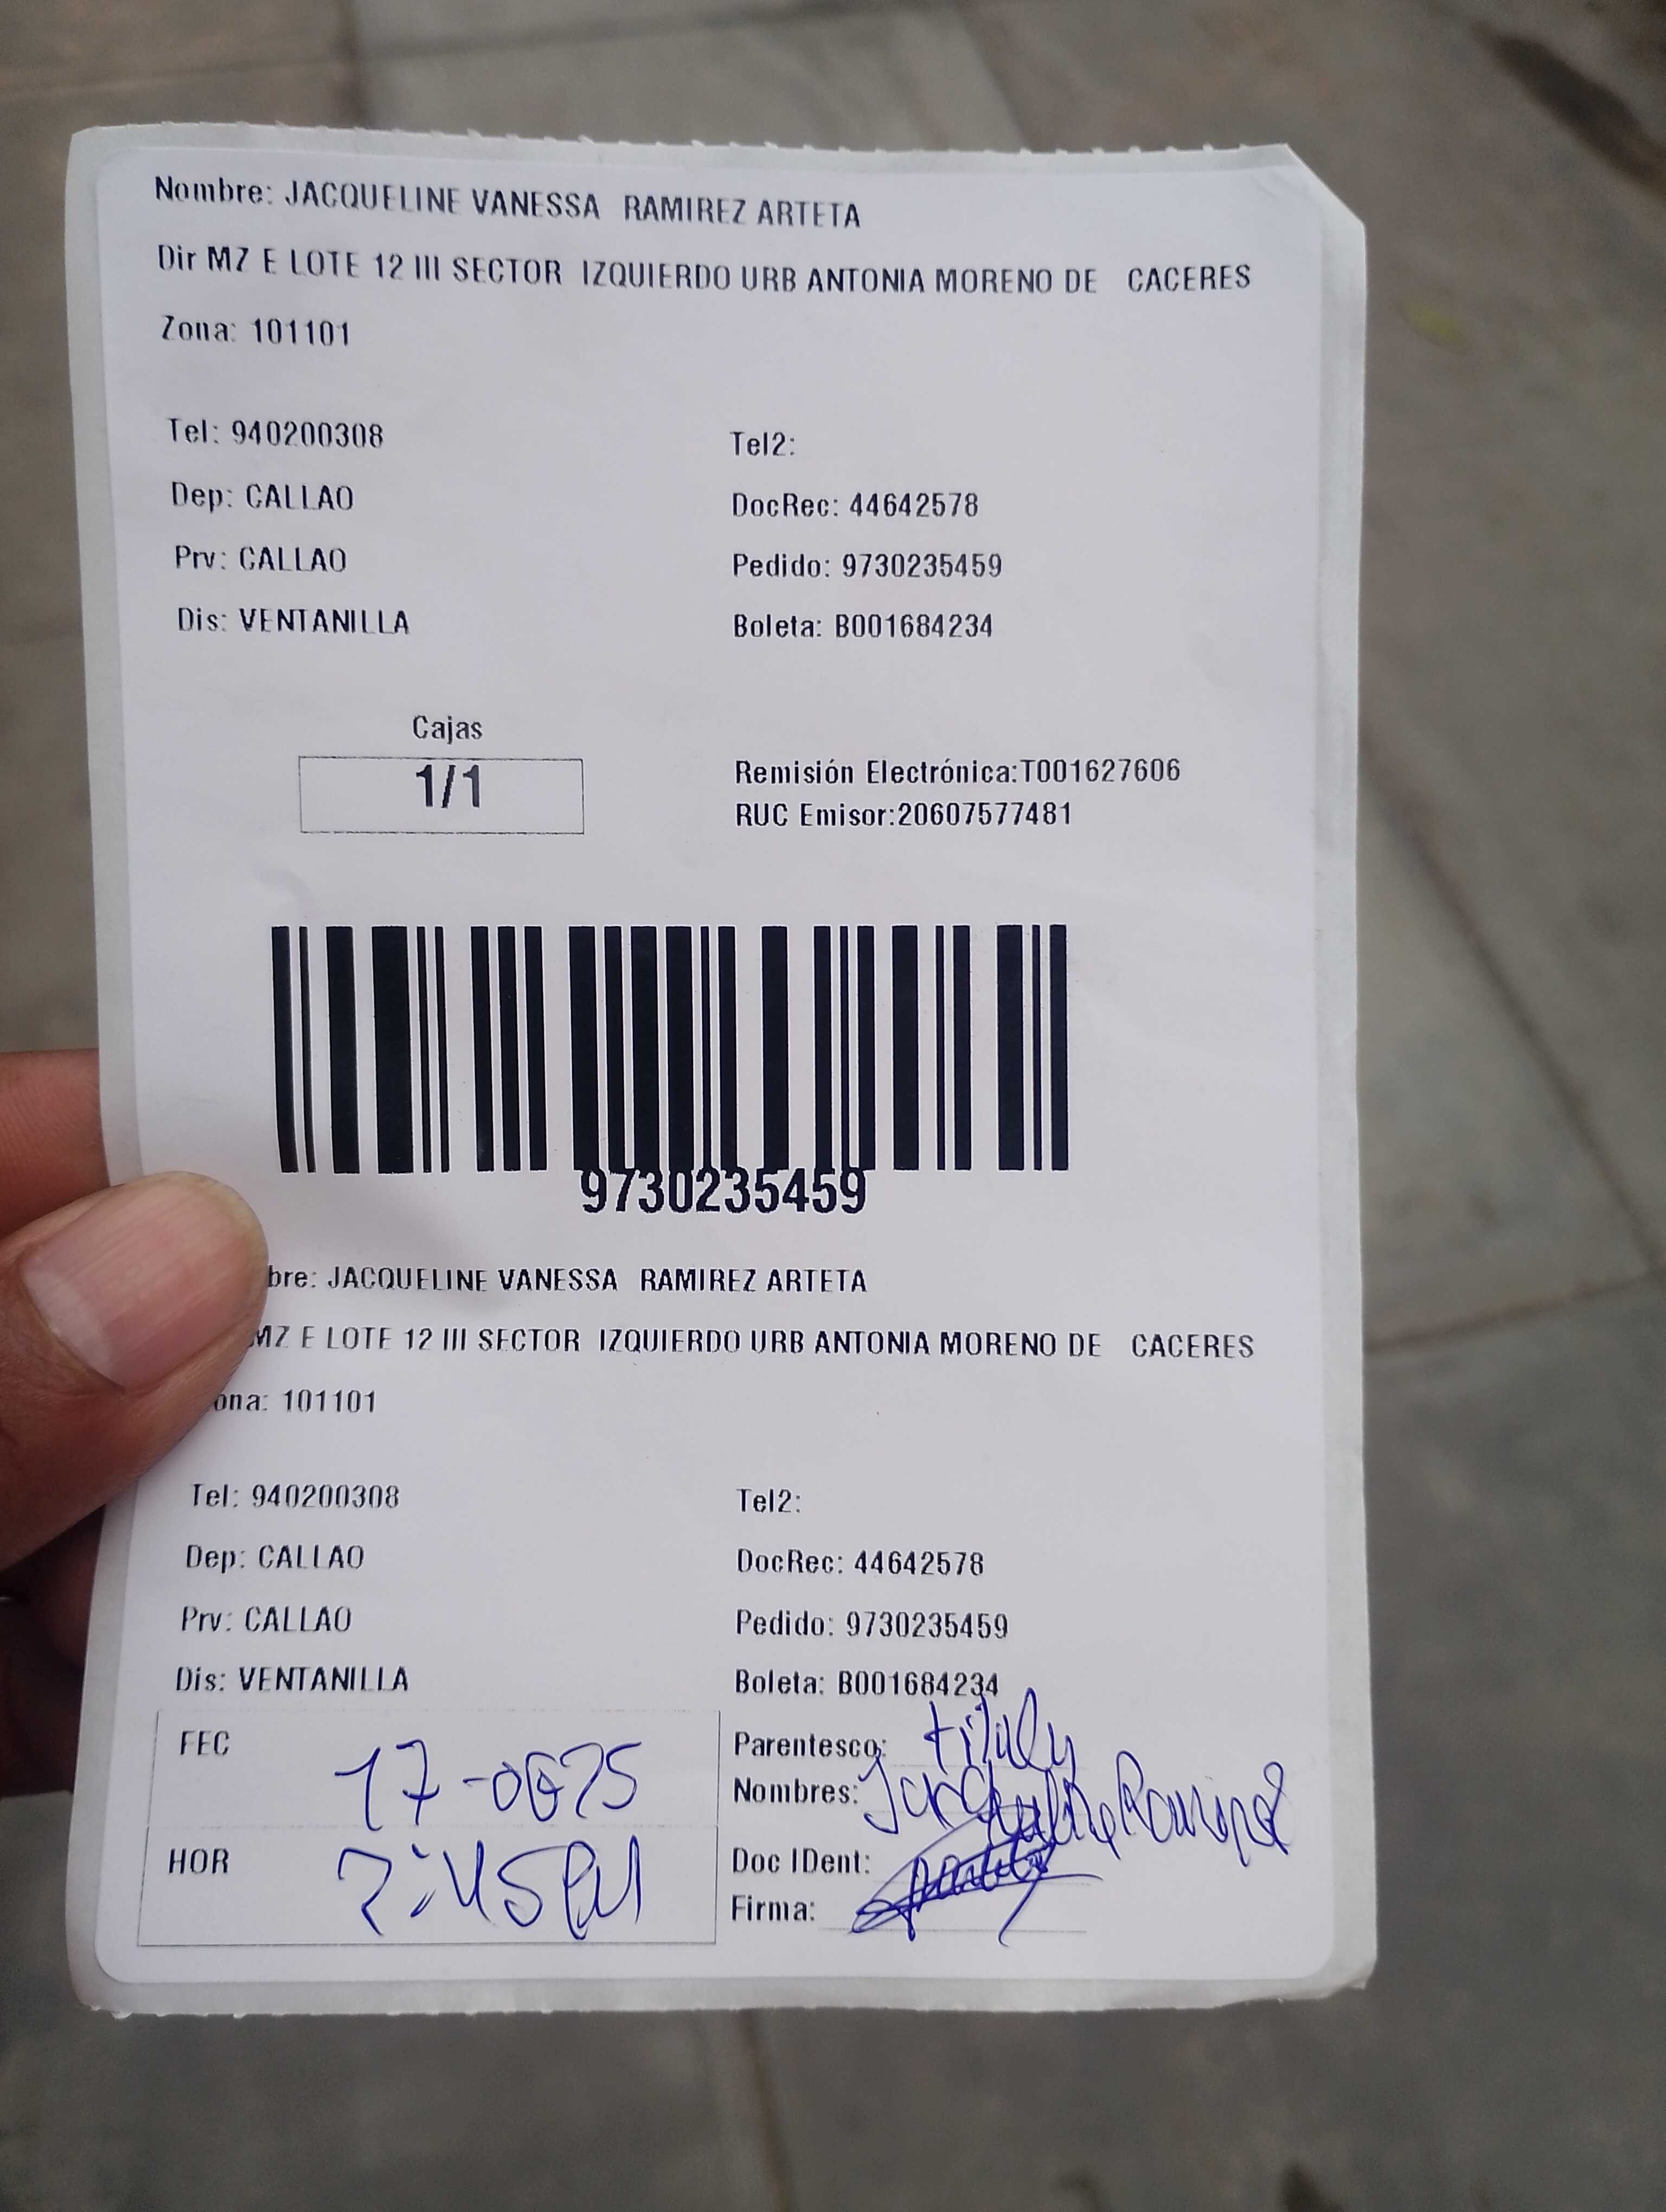 Nombre: JACQUELINE VANESSA RAMIREZ ARTETA
Dir MZ E LOTE 12 III SECTOR IZQUIERDO URB ANTONIA MORENO DE CACERES
Zona: 101101
Tel: 940200308 Tel2:
Dep: CALLAO DocRec: 44642578
Prv: CALLAO Pedido: 9730235459
Dis: VENTANILLA Boleta: B001684234
Cajas
1/1
Remisión Electrónica:T001627606
RUC Emisor:20607577481
9730235459
bre: JACQUELINE VANESSA RAMIREZ ARTETA
MZ E LOTE 12 III SECTOR IZQUIERDO URB ANTONIA MORENO DE CACERES
ona: 101101
Tel: 940200308 Tel2:
Dep: CALLAO DocRec: 44642578
Prv: CALLAO Pedido: 9730235459
Dis: VENTANILLA Boleta: B001684234
FEC Parentesco:
Nombres: Ramirez
HOR Doc IDent:
Firma: